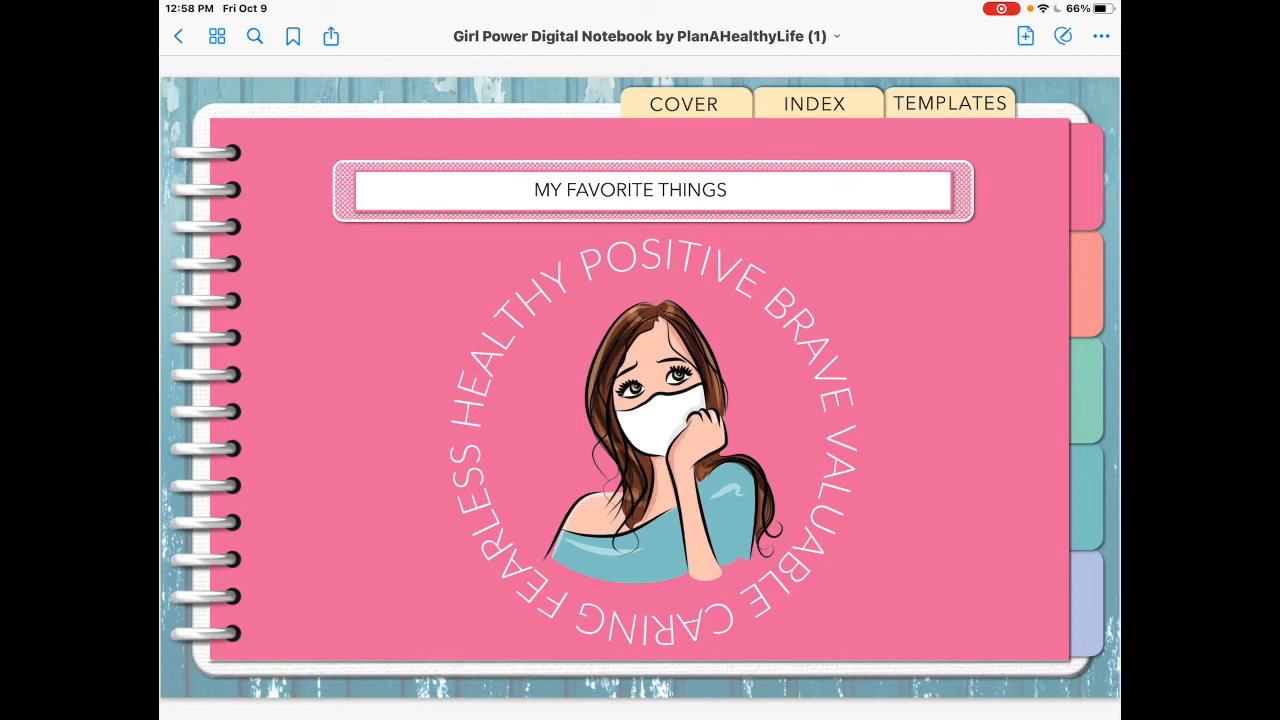 12:58 PM Fri Oct 9
66%
Girl Power Digital Notebook by PlanAHealthyLife (1)
COVER INDEX TEMPLATES
MY FAVORITE THINGS
HEALTHY POSITIVE BRAVE VALUABLE CARING FEARLESS